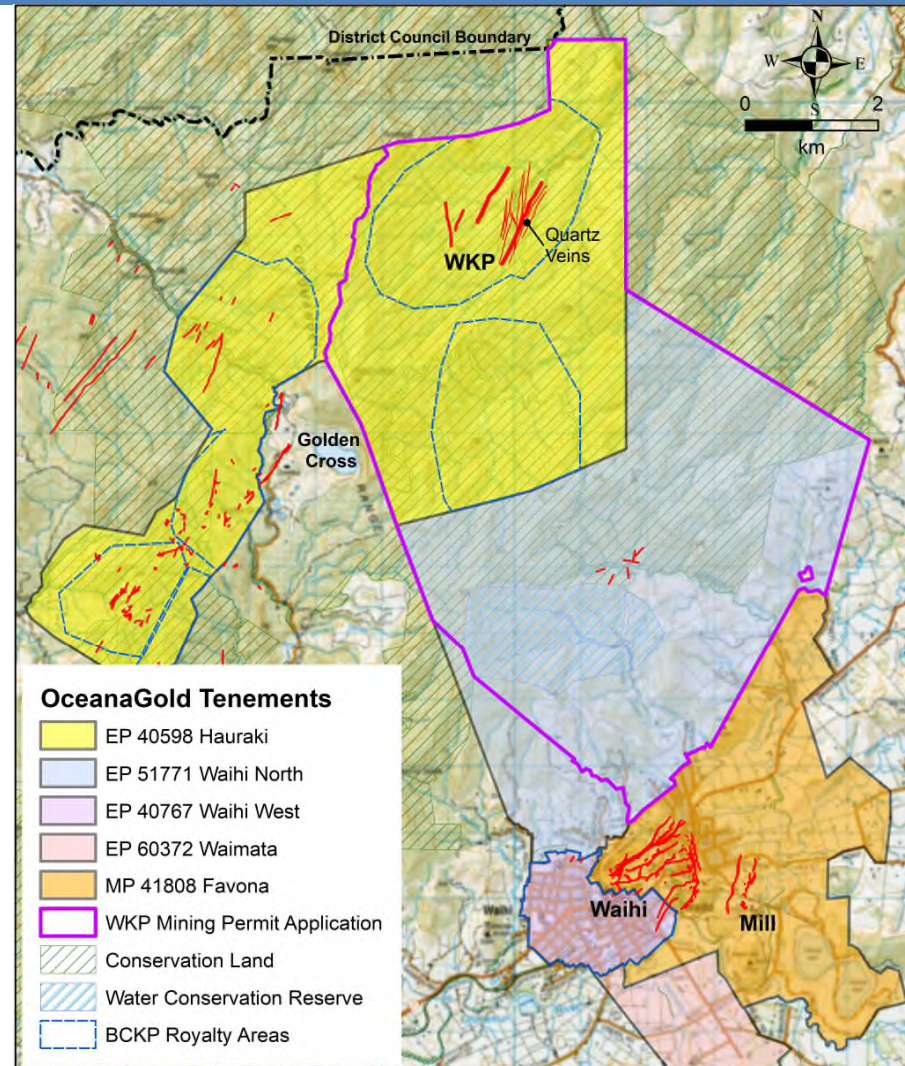 District Council Boundary
N
W
E
S
0
2
km
Quartz
Veins
WKP
Golden
Cross
RANGE
OceanaGold Tenements
EP 40598 Hauraki
EP 51771 Waihi North
EP 40767 Waihi West
EP 60372 Waimata
MP 41808 Favona
WKP Mining Permit Application
Conservation Land
Water Conservation Reserve
BCKP Royalty Areas
Waihi
Waihi
Mill